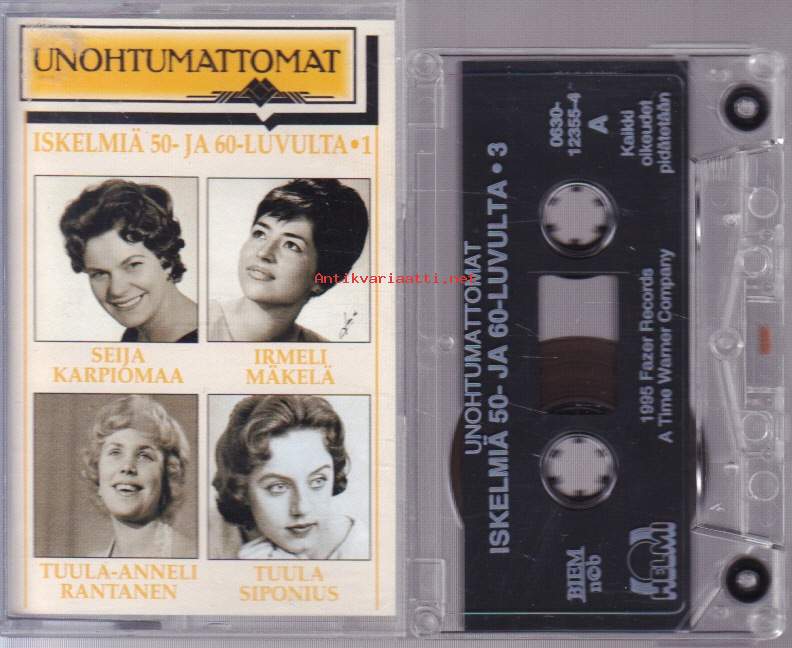 UNOHTUMATTOMAT
ISKELMIÄ 50- JA 60-LUVULTA•1
SEIJA
KARPIOMAA
IRMELI
MÄKELÄ
TUULA-ANNELI
RANTANEN
TUULA
SIPONIUS
Antikvariaatti.net
UNOHTUMATTOMAT
ISKELMIÄ 50- JA 60-LUVULTA • 3
0630-
12355-4
A
Kaikki
oikeudet
pidätetään
1995 Fazer Records
A Time Warner Company
BIEM
n©b
HELMI